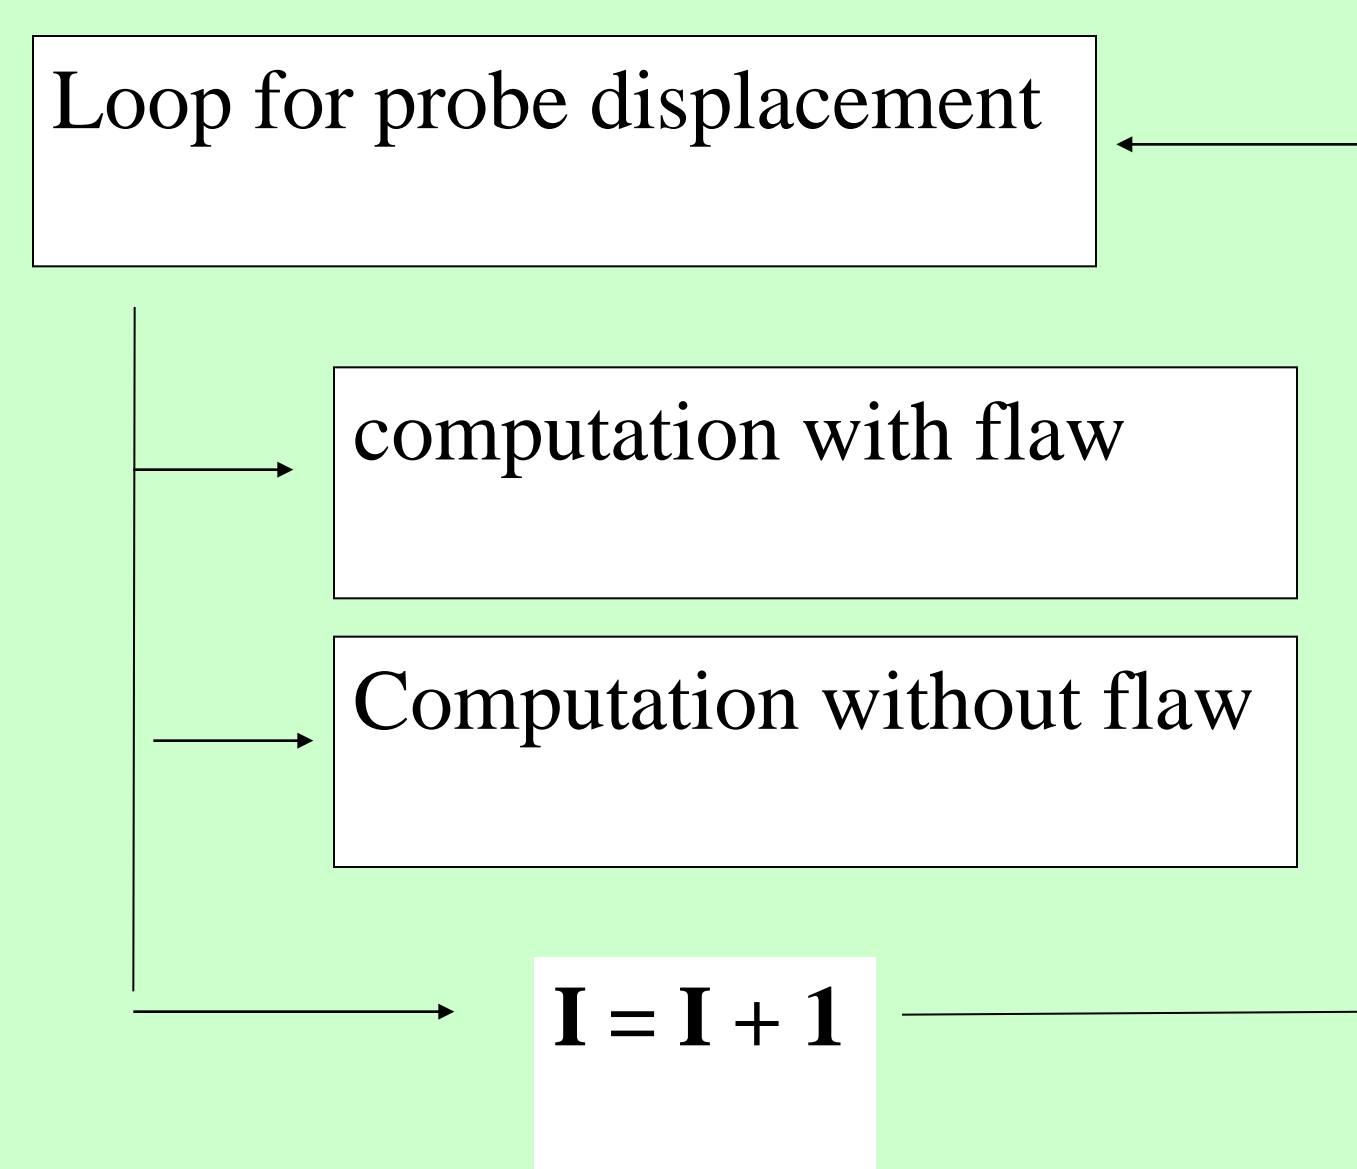 Loop for probe displacement
computation with flaw
Computation without flaw
I = I + 1